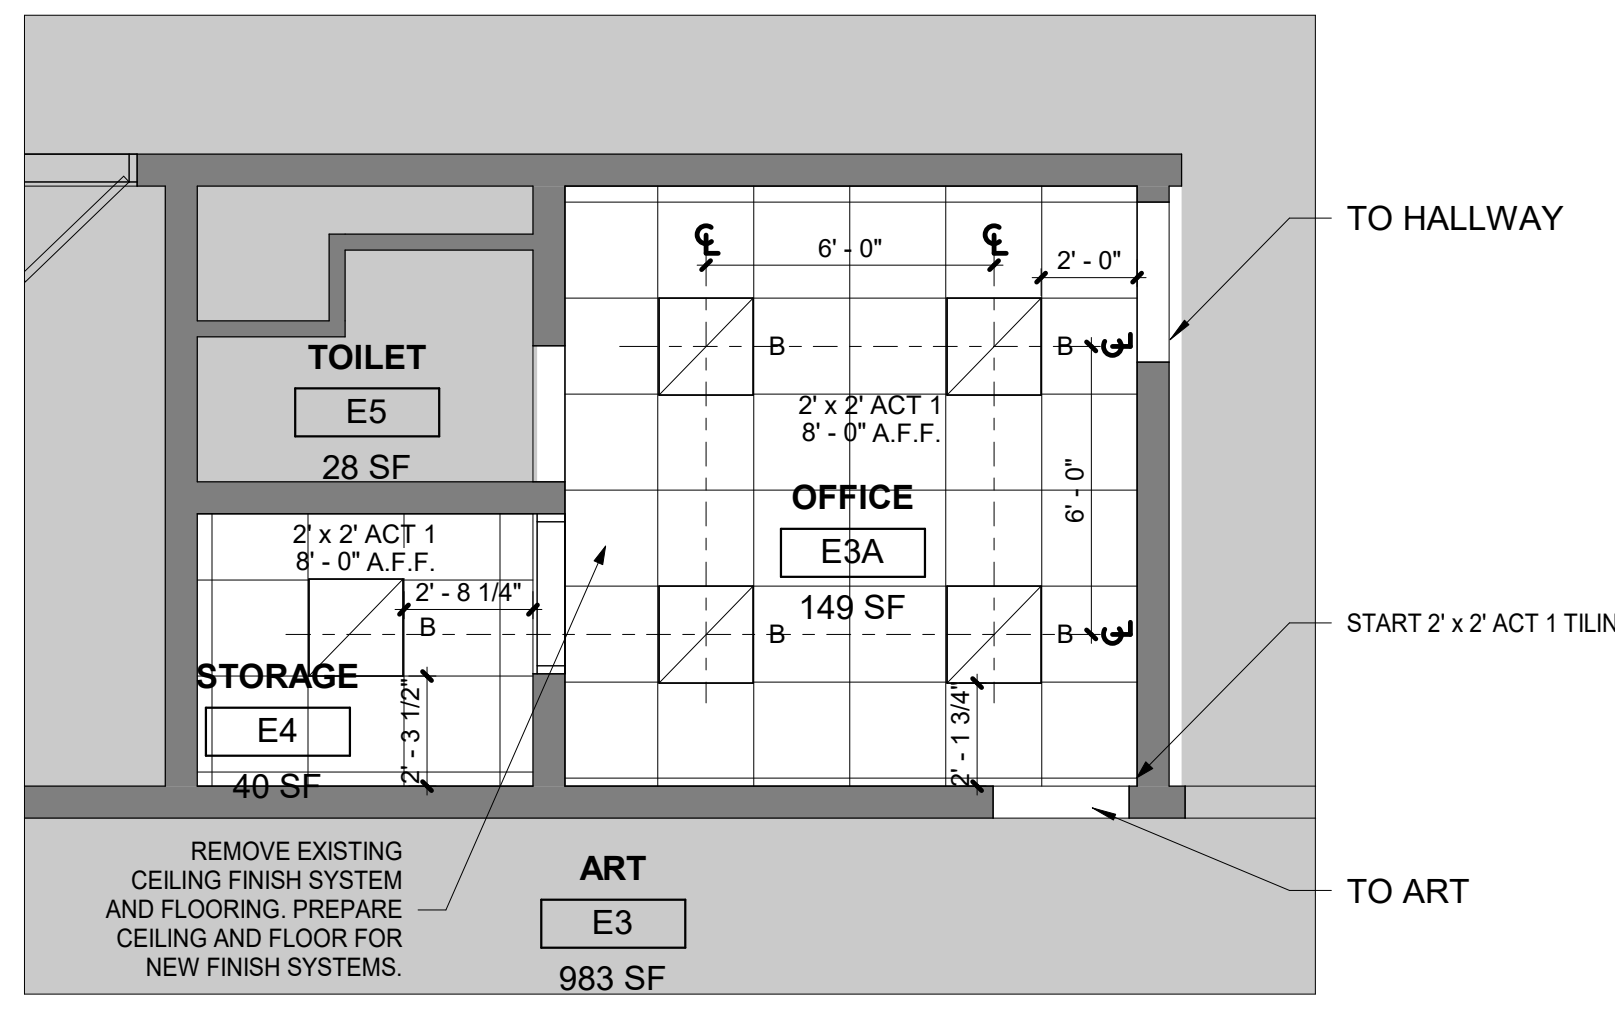 TO HALLWAY
6' - 0"
2' - 0"
B
B
TOILET
E5
28 SF
2' x 2' ACT 1
8' - 0" A.F.F.
6' - 0"
OFFICE
E3A
149 SF
2' x 2' ACT 1
8' - 0" A.F.F.
2' - 8 1/4"
B
B
B
START 2' x 2' ACT 1 TILIN
STORAGE
E4
40 SF
2' - 3 1/2"
2' - 1 3/4"
REMOVE EXISTING
CEILING FINISH SYSTEM
AND FLOORING. PREPARE
CEILING AND FLOOR FOR
NEW FINISH SYSTEMS.
ART
E3
983 SF
TO ART